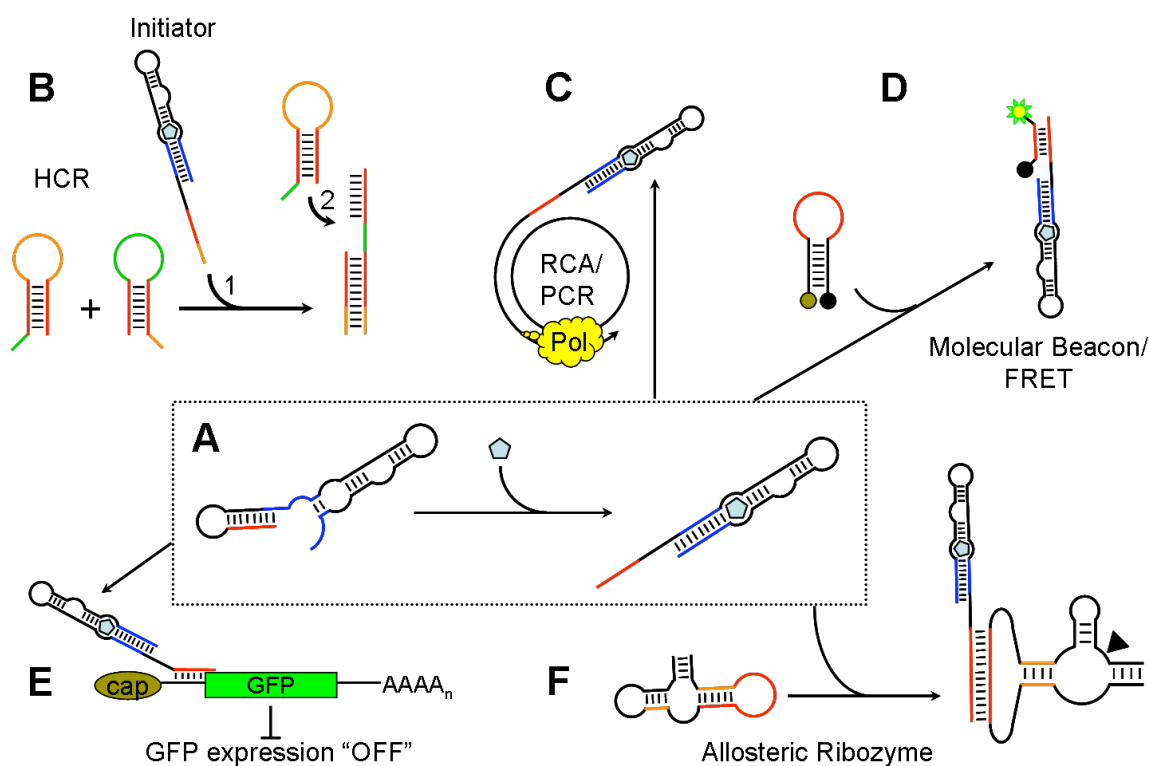 Initiator
B
C
D
HCR
2
1
+
RCA/
PCR
Pol
Molecular Beacon/
FRET
A
E
cap
GFP
AAAAn
GFP expression “OFF”
F
Allosteric Ribozyme